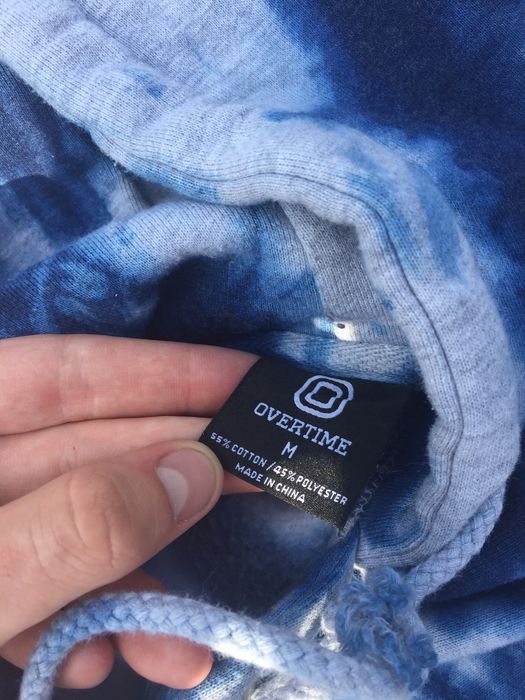 OVERTIME
M
55% COTTON / 45% POLYESTER
MADE IN CHINA